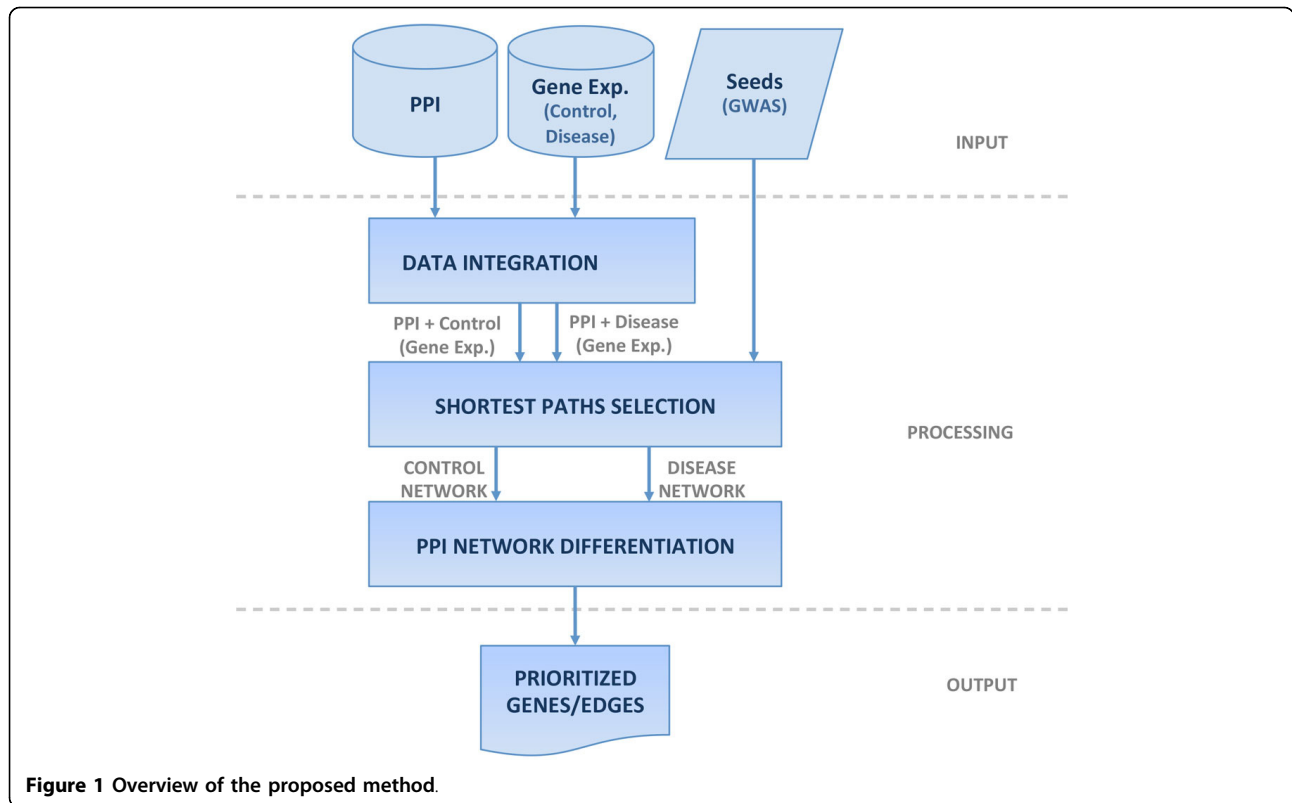 PPI
Gene Exp.
(Control,
Disease)
Seeds
(GWAS)
INPUT
DATA INTEGRATION
PPI + Control
(Gene Exp.)
PPI + Disease
(Gene Exp.)
SHORTEST PATHS SELECTION
PROCESSING
CONTROL
NETWORK
DISEASE
NETWORK
PPI NETWORK DIFFERENTIATION
PRIORITIZED
GENES/EDGES
OUTPUT
Figure 1 Overview of the proposed method.